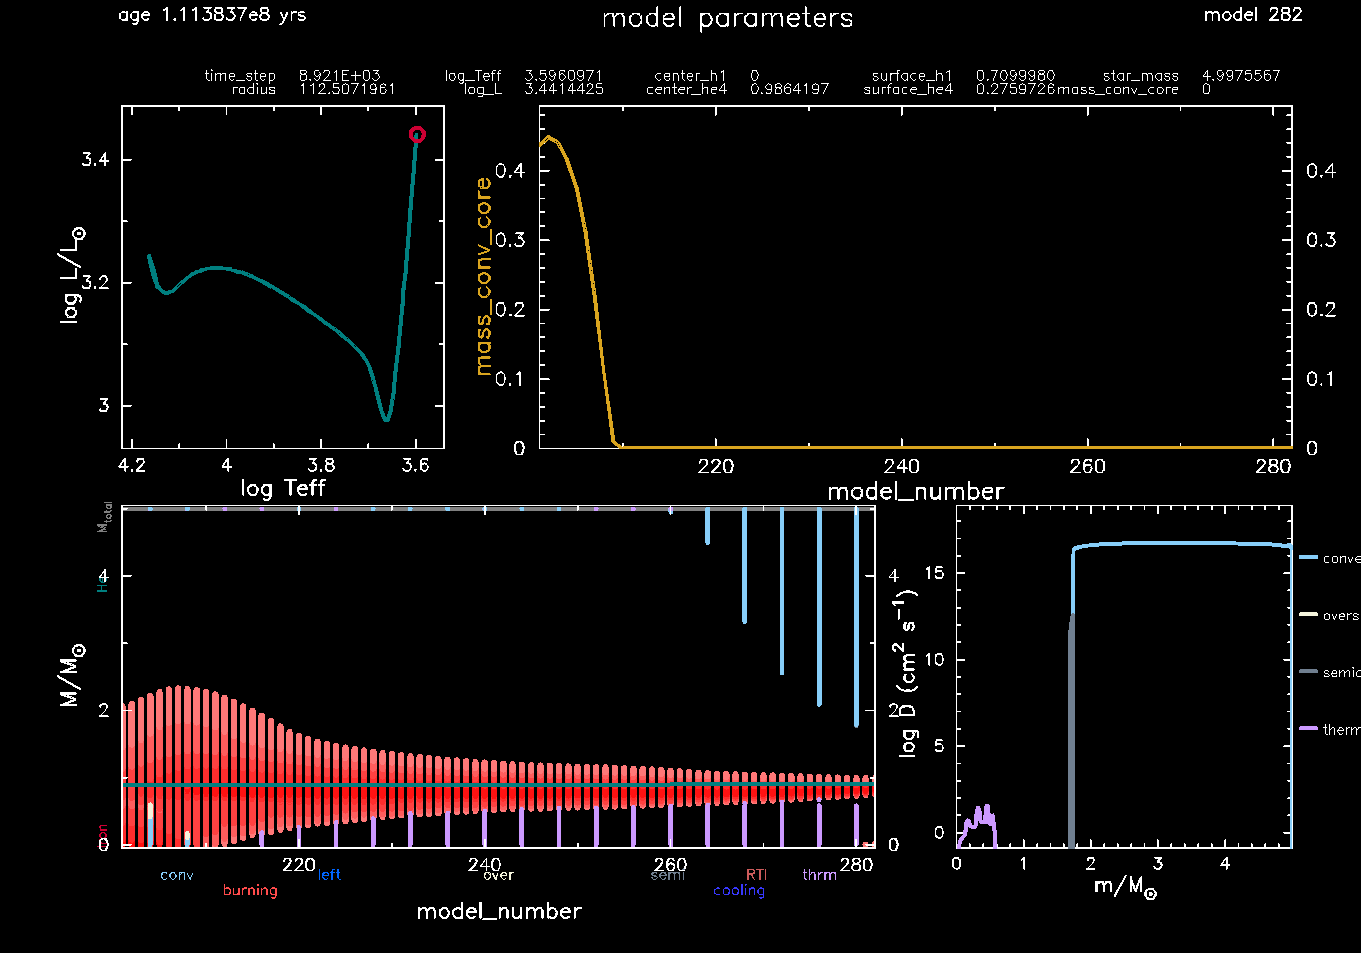 age 1.113837e8 yrs
model parameters
model 282
time_step 8.921E+03 log_Teff 3.5960971 center_h1 0 surface_h1 0.7099980 star_mass 4.9975567
radius 112.5071961 log_L 3.4414425 center_he4 0.9864197 surface_he4 0.2759726 mass_conv_core 0
log L/L⊙
3.4
3.2
3
4.2 4 3.8 3.6
log Teff
mass_conv_core
0.4
0.3
0.2
0.1
0
0.4
0.3
0.2
0.1
0
220 240 260 280
model_number
Mtotal
He
M/M⊙
4
2
0
4
2
0
220 240 260 280
conv left over semi RTI thrm
burning cooling
model_number
log D (cm² s⁻¹)
15
10
5
0
0 1 2 3 4
m/M⊙
conve
overs
semic
therm